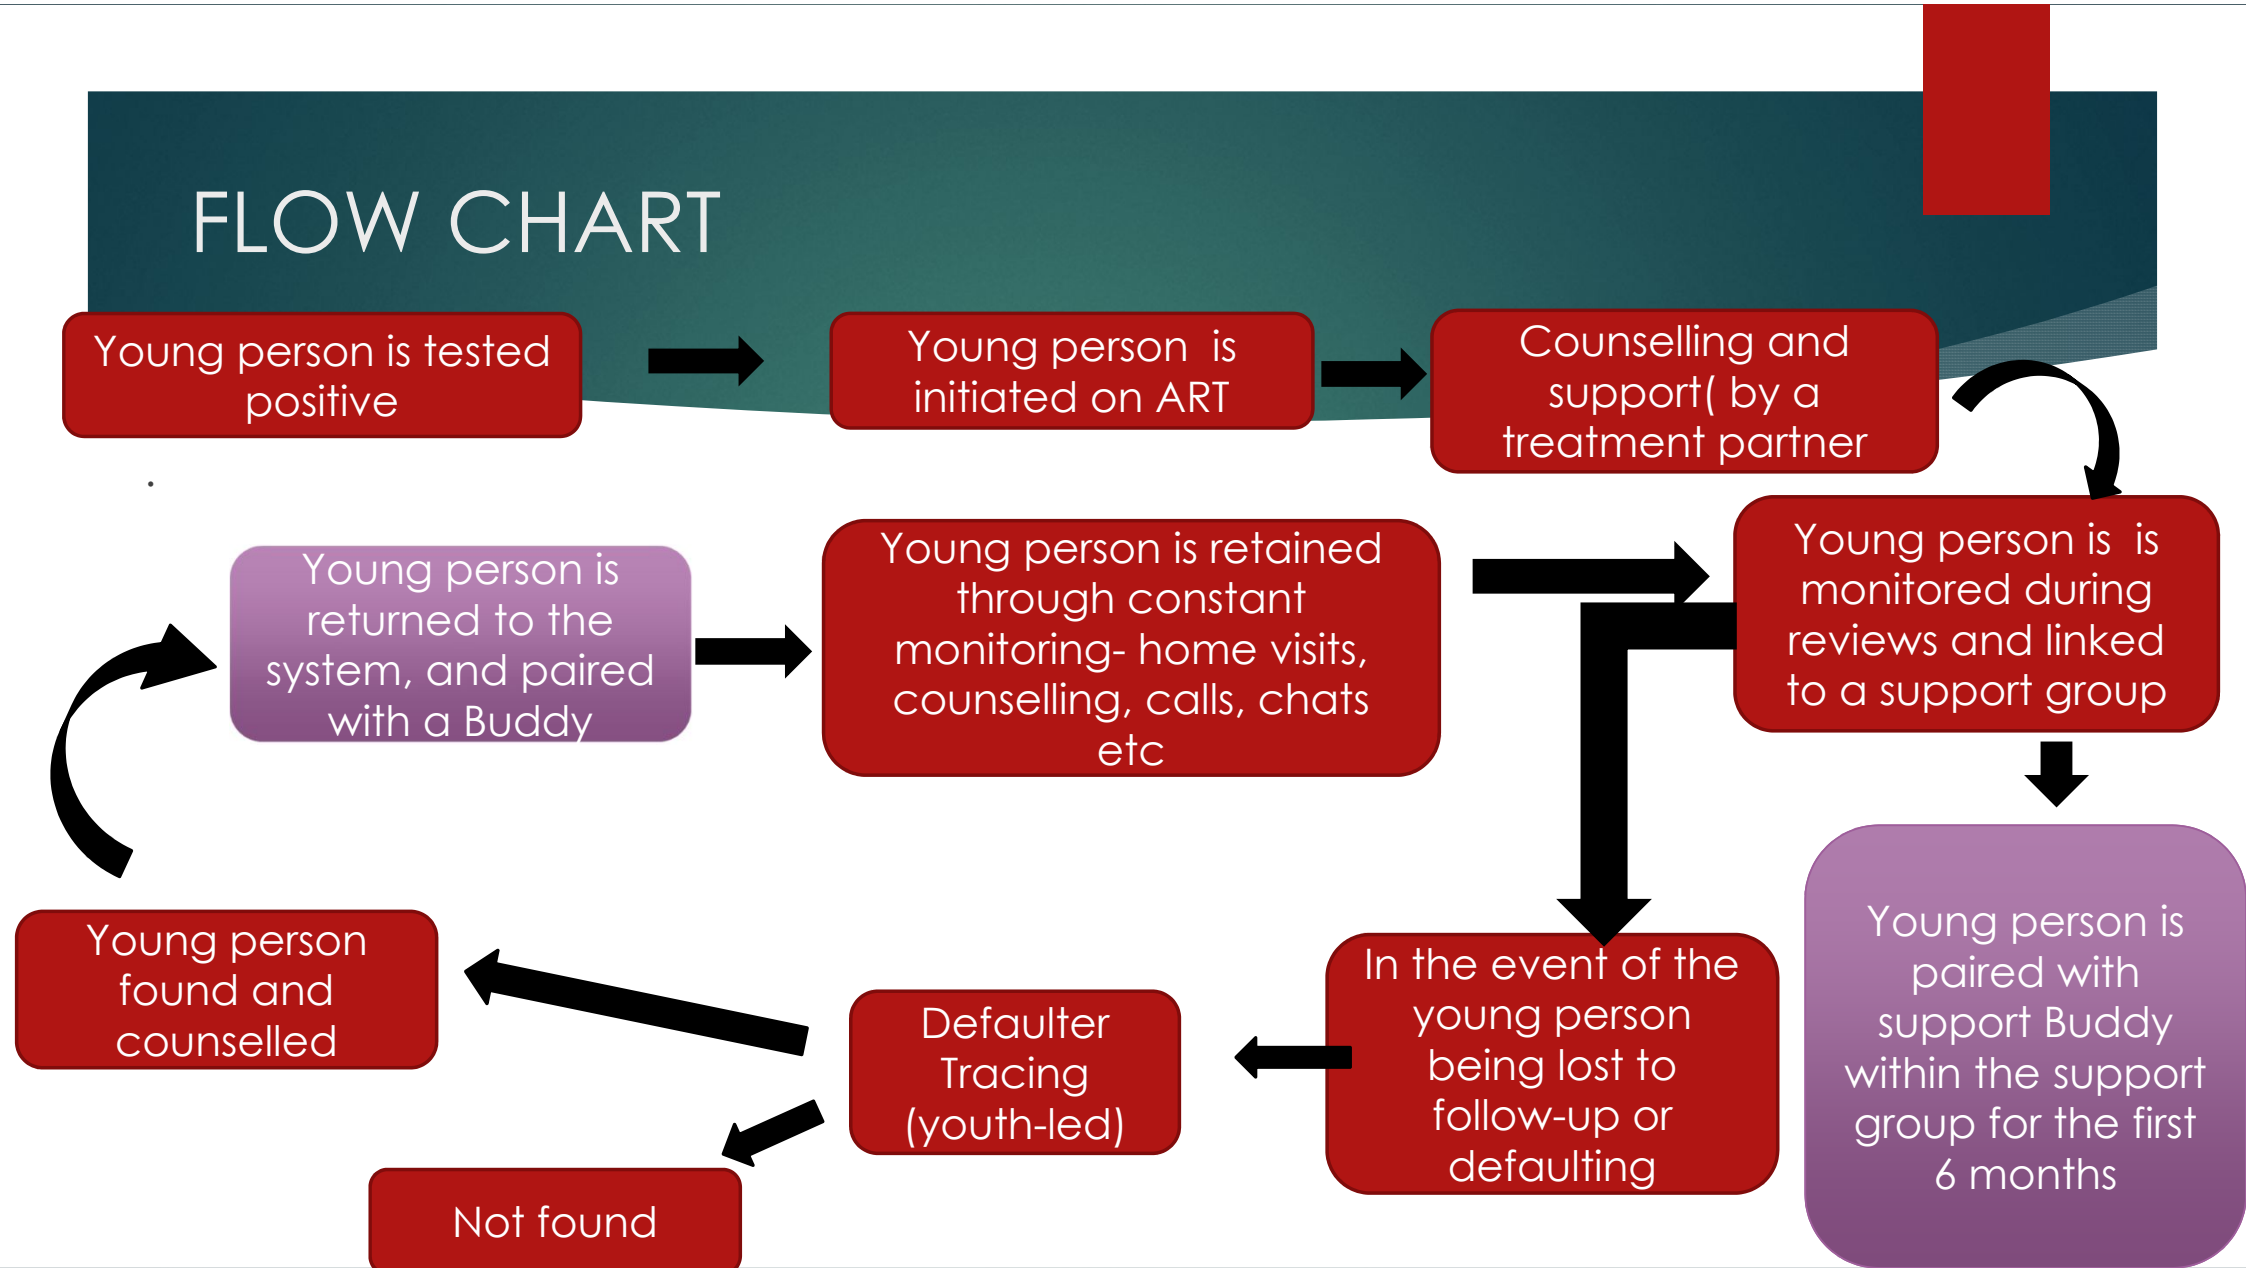 FLOW CHART
Young person is tested
positive
Young person  is
initiated on ART
Counselling and
support( by a
treatment partner
.
Young person is
returned to the
system, and paired
with a Buddy
Young person is retained
through constant
monitoring- home visits,
counselling, calls, chats
etc
Young person is  is
monitored during
reviews and linked
to a support group
Young person
found and
counselled
Defaulter
Tracing
(youth-led)
In the event of the
young person
being lost to
follow-up or
defaulting
Young person is
paired with
support Buddy
within the support
group for the first
6 months
Not found